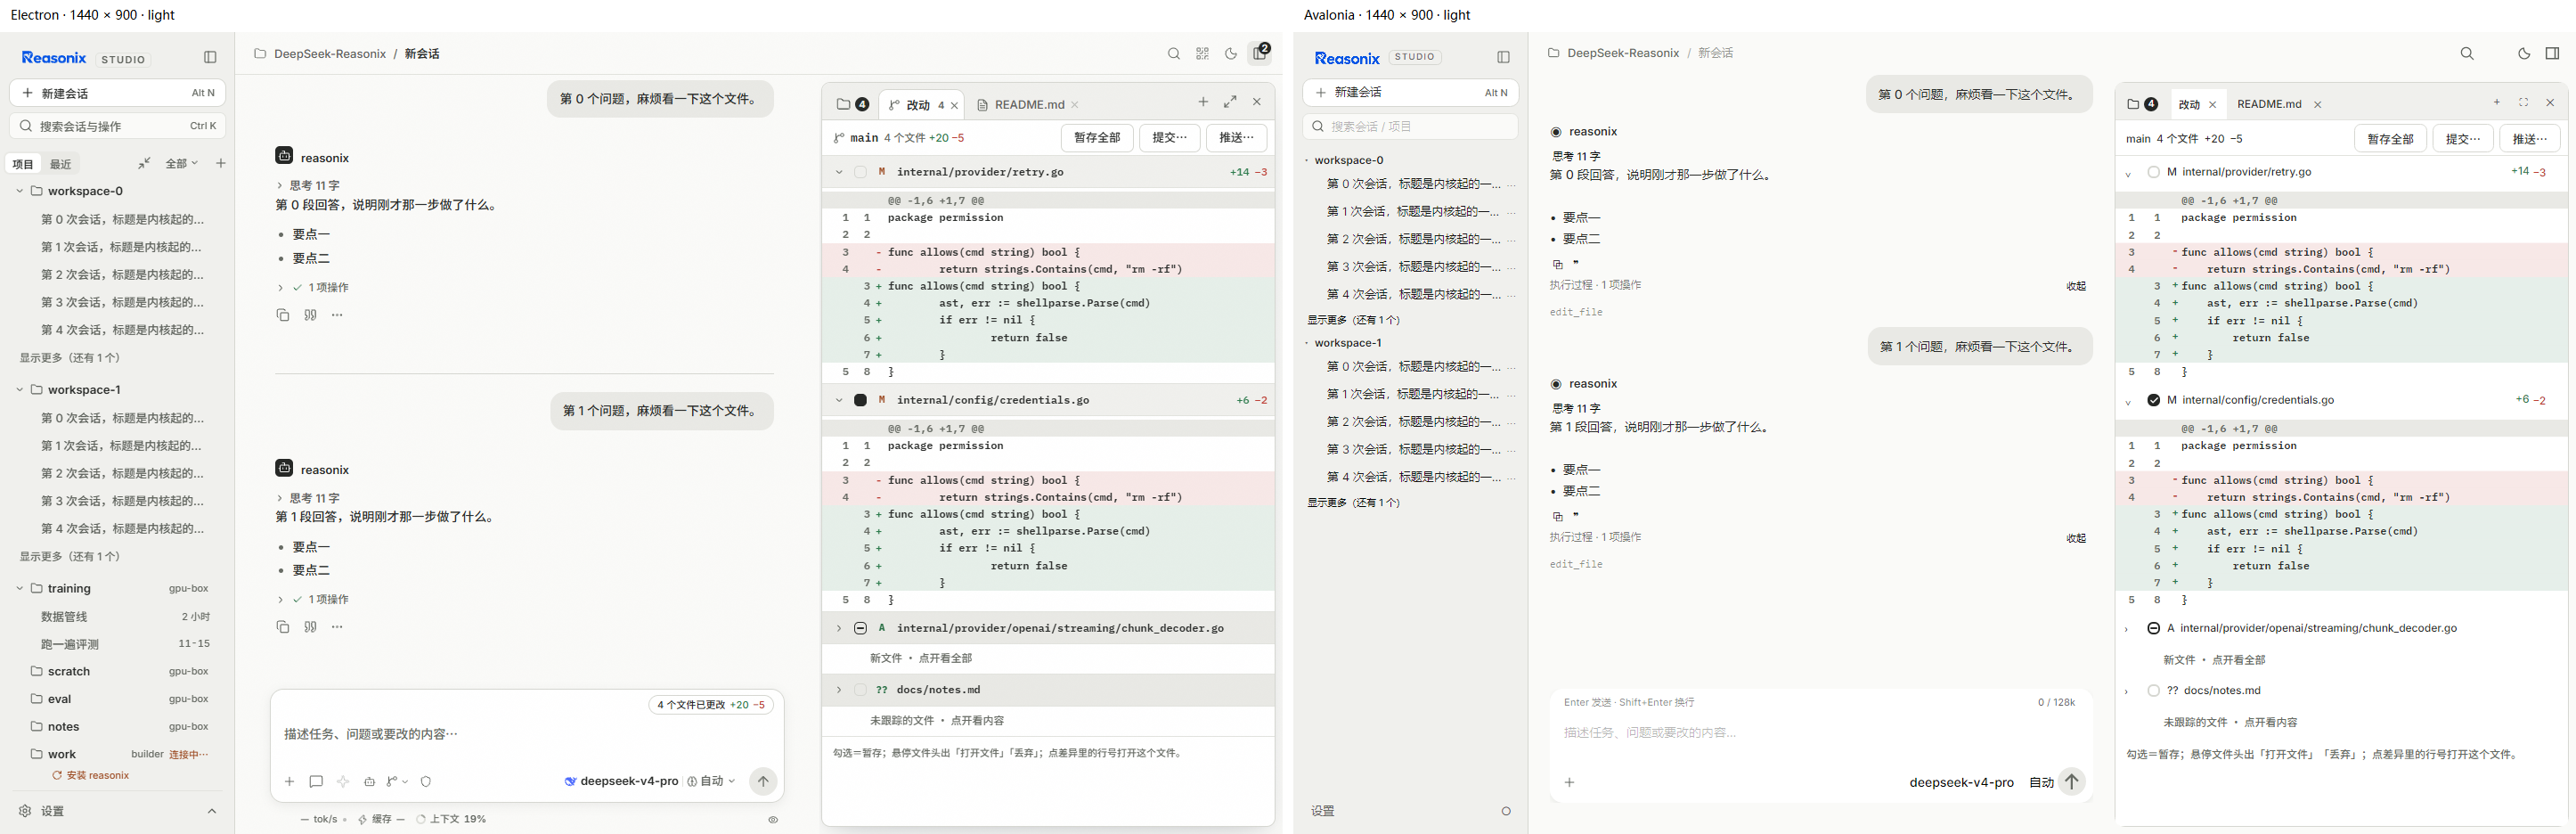 Electron · 1440 × 900 · light
Reasonix STUDIO
新建会话 Alt N
搜索会话与操作 Ctrl K
项目 最近 全部
workspace-0
第 0 次会话，标题是内核起的...
第 1 次会话，标题是内核起的...
第 2 次会话，标题是内核起的...
第 3 次会话，标题是内核起的...
第 4 次会话，标题是内核起的...
显示更多（还有 1 个）
workspace-1
第 0 次会话，标题是内核起的...
第 1 次会话，标题是内核起的...
第 2 次会话，标题是内核起的...
第 3 次会话，标题是内核起的...
第 4 次会话，标题是内核起的...
显示更多（还有 1 个）
training gpu-box
数据管线 2 小时
跑一遍评测 11-15
scratch gpu-box
eval gpu-box
notes gpu-box
work builder 连接中…
安装 reasonix
设置
DeepSeek-Reasonix / 新会话
2
第 0 个问题，麻烦看一下这个文件。
reasonix
思考 11 字
第 0 段回答，说明刚才那一步做了什么。
• 要点一
• 要点二
1 项操作
第 1 个问题，麻烦看一下这个文件。
reasonix
思考 11 字
第 1 段回答，说明刚才那一步做了什么。
• 要点一
• 要点二
1 项操作
4 个文件已更改 +20 −5
描述任务、问题或要改的内容…
deepseek-v4-pro 自动
— tok/s 缓存 — 上下文 19%
4 改动 4 × README.md ×
main 4 个文件 +20 −5 暂存全部 提交… 推送…
M internal/provider/retry.go +14 −3
@@ -1,6 +1,7 @@
1 1 package permission
2 2
3 - func allows(cmd string) bool {
4 - return strings.Contains(cmd, "rm -rf")
3 + func allows(cmd string) bool {
4 + ast, err := shellparse.Parse(cmd)
5 + if err != nil {
6 + return false
7 + }
5 8 }
M internal/config/credentials.go +6 −2
@@ -1,6 +1,7 @@
1 1 package permission
2 2
3 - func allows(cmd string) bool {
4 - return strings.Contains(cmd, "rm -rf")
3 + func allows(cmd string) bool {
4 + ast, err := shellparse.Parse(cmd)
5 + if err != nil {
6 + return false
7 + }
5 8 }
A internal/provider/openai/streaming/chunk_decoder.go
新文件 · 点开看全部
?? docs/notes.md
未跟踪的文件 · 点开看内容
勾选＝暂存；悬停文件头出「打开文件」「丢弃」；点差异里的行号打开这个文件。
Avalonia · 1440 × 900 · light
Reasonix STUDIO
新建会话 Alt N
搜索会话 / 项目
workspace-0
第 0 次会话，标题是内核起的一... ...
第 1 次会话，标题是内核起的一... ...
第 2 次会话，标题是内核起的一... ...
第 3 次会话，标题是内核起的一... ...
第 4 次会话，标题是内核起的一... ...
显示更多（还有 1 个）
workspace-1
第 0 次会话，标题是内核起的一... ...
第 1 次会话，标题是内核起的一... ...
第 2 次会话，标题是内核起的一... ...
第 3 次会话，标题是内核起的一... ...
第 4 次会话，标题是内核起的一... ...
显示更多（还有 1 个）
设置
DeepSeek-Reasonix / 新会话
第 0 个问题，麻烦看一下这个文件。
reasonix
思考 11 字
第 0 段回答，说明刚才那一步做了什么。
• 要点一
• 要点二
执行过程 · 1 项操作 收起
edit_file
第 1 个问题，麻烦看一下这个文件。
reasonix
思考 11 字
第 1 段回答，说明刚才那一步做了什么。
• 要点一
• 要点二
执行过程 · 1 项操作 收起
edit_file
Enter 发送 · Shift+Enter 换行 0 / 128k
描述任务、问题或要改的内容...
deepseek-v4-pro 自动
4 改动 × README.md ×
main 4 个文件 +20 −5 暂存全部 提交… 推送…
M internal/provider/retry.go +14 −3
@@ -1,6 +1,7 @@
1 1 package permission
2 2
3 - func allows(cmd string) bool {
4 - return strings.Contains(cmd, "rm -rf")
3 + func allows(cmd string) bool {
4 + ast, err := shellparse.Parse(cmd)
5 + if err != nil {
6 + return false
7 + }
5 8 }
M internal/config/credentials.go +6 −2
@@ -1,6 +1,7 @@
1 1 package permission
2 2
3 - func allows(cmd string) bool {
4 - return strings.Contains(cmd, "rm -rf")
3 + func allows(cmd string) bool {
4 + ast, err := shellparse.Parse(cmd)
5 + if err != nil {
6 + return false
7 + }
5 8 }
A internal/provider/openai/streaming/chunk_decoder.go
新文件 · 点开看全部
?? docs/notes.md
未跟踪的文件 · 点开看内容
勾选＝暂存；悬停文件头出「打开文件」「丢弃」；点差异里的行号打开这个文件。